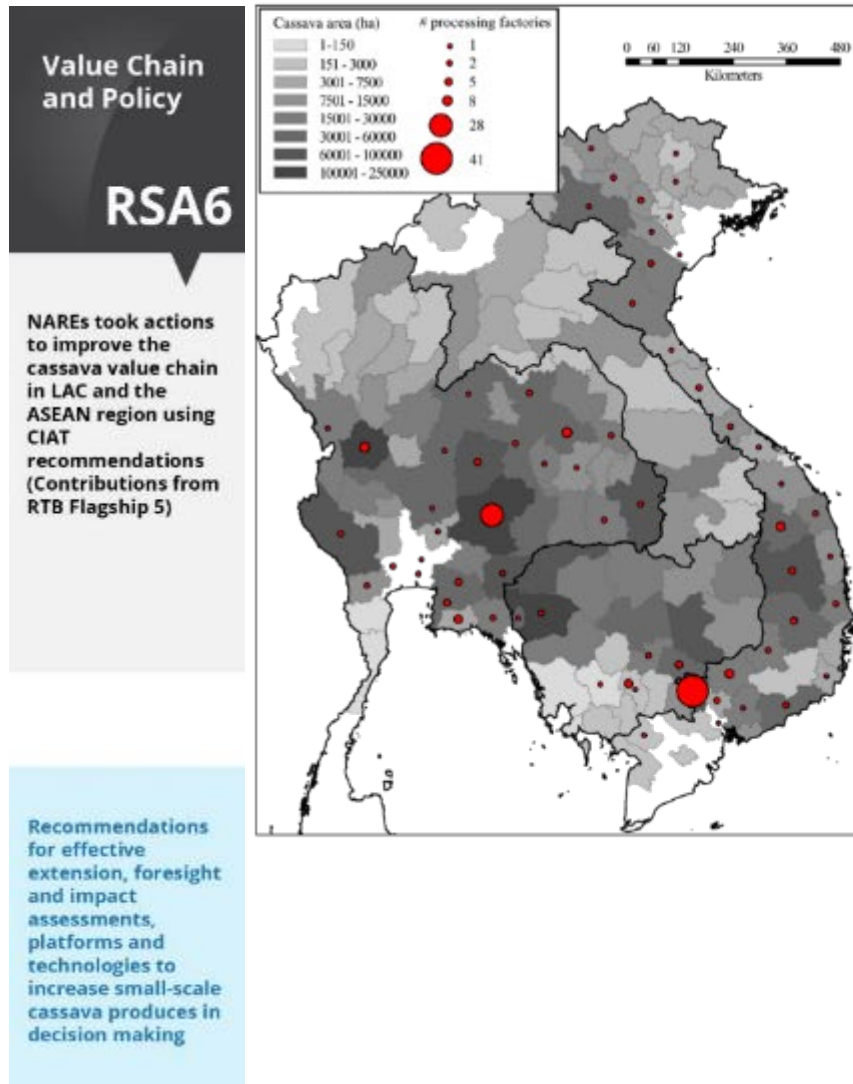 Value Chain
and Policy
RSA6
NAREs took actions
to improve the
cassava value chain
in LAC and the
ASEAN region using
CIAT
recommendations
(Contributions from
RTB Flagship 5)
Recommendations
for effective
extension, foresight
and impact
assessments,
platforms and
technologies to
increase small-scale
cassava produces in
decision making
Cassava area (ha)
1-150
151 - 3000
3001 - 7500
7501 - 15000
15001 - 30000
30001 - 60000
60001 - 100000
100001 - 250000
# processing factories
1
2
5
8
28
41
0 60 120 240 360 480
Kilometers